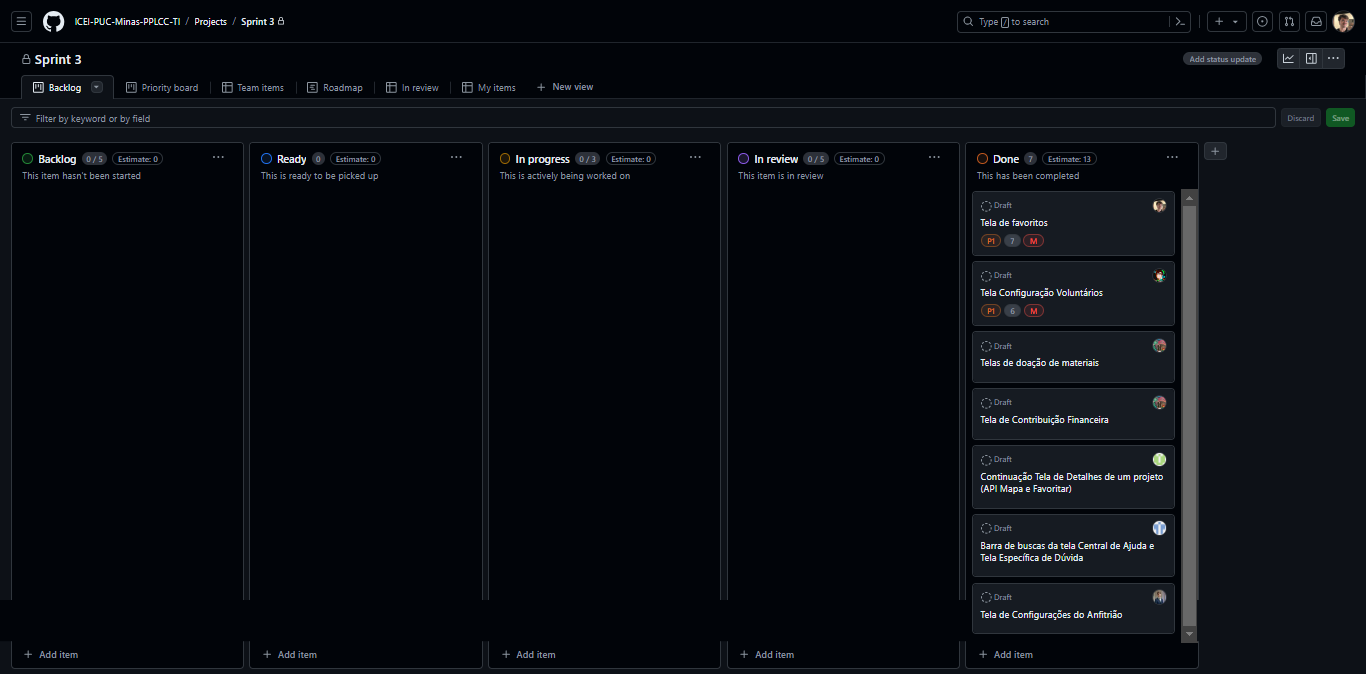 ICEI-PUC-Minas-PPLCC-TI / Projects / Sprint 3
Type / to search
Sprint 3
Add status update
Backlog
Priority board
Team items
Roadmap
In review
My items
New view
Filter by keyword or by field
Discard
Save
Backlog 0 / 5 Estimate: 0
This item hasn't been started
Ready 0 Estimate: 0
This is ready to be picked up
In progress 0 / 3 Estimate: 0
This is actively being worked on
In review 0 / 5 Estimate: 0
This item is in review
Done 7 Estimate: 13
This has been completed
Draft
Tela de favoritos
P1 7 M
Draft
Tela Configuração Voluntários
P1 6 M
Draft
Telas de doação de materiais
Draft
Tela de Contribuição Financeira
Draft
Continuação Tela de Detalhes de um projeto
(API Mapa e Favoritar)
Draft
Barra de buscas da tela Central de Ajuda e
Tela Específica de Dúvida
Draft
Tela de Configurações do Anfitrião
+ Add item
+ Add item
+ Add item
+ Add item
+ Add item